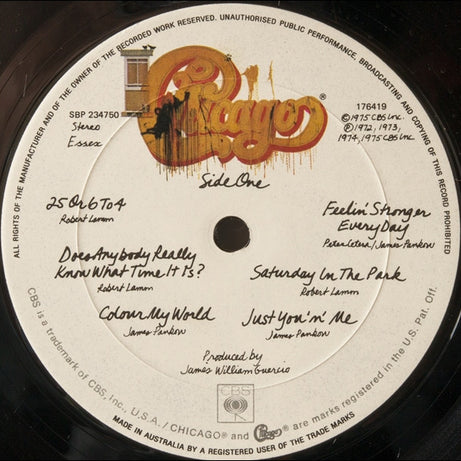 ALL RIGHTS OF THE MANUFACTURER AND OF THE OWNER OF THE RECORDED WORK RESERVED. UNAUTHORISED PUBLIC PERFORMANCE, BROADCASTING AND COPYING OF THIS RECORD PROHIBITED.
Chicago®
SBP 234750
Stereo
Essex
176419
©1975 CBS Inc.
℗1972, 1973,
1974, 1975 CBS Inc.
Side One
25 Or 6 To 4
Robert Lamm
Feelin' Stronger
Every Day
Peter Cetera/James Pankow
Does Anybody Really
Know What Time It Is?
Robert Lamm
Saturday In The Park
Robert Lamm
Colour My World
James Pankow
Just You 'n' Me
James Pankow
Produced by
James William Guercio
CBS
CBS is a trademark of CBS, Inc., U.S.A. / CHICAGO® and Chicago® are marks registered in the U.S. Pat. Off.
MADE IN AUSTRALIA BY A REGISTERED USER OF THE TRADE MARKS